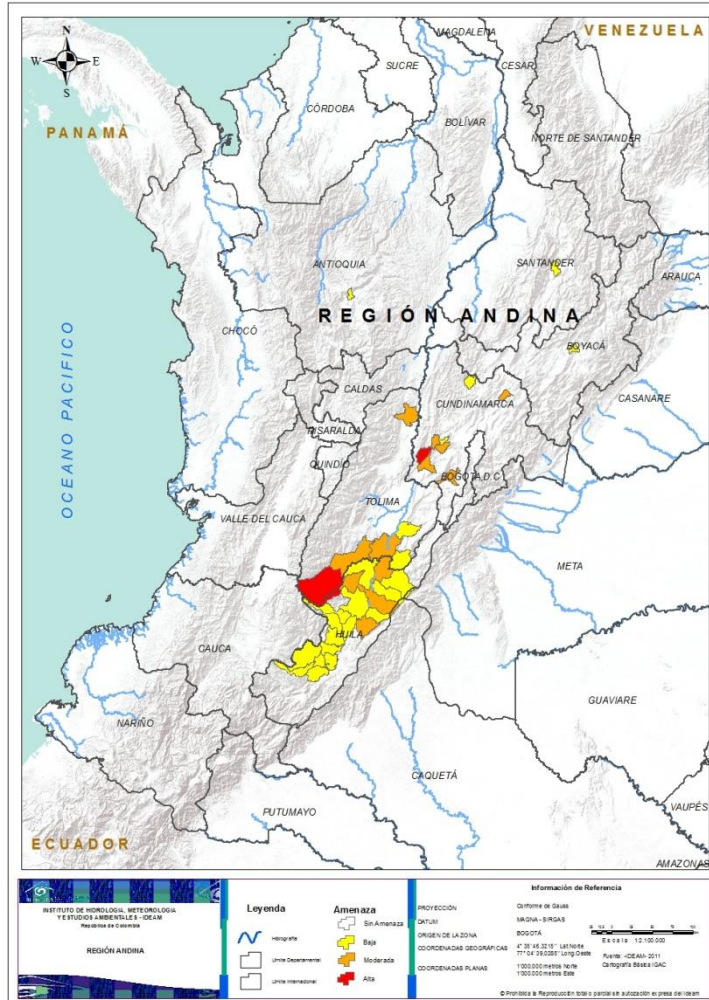 MAGDALENA
VENEZUELA
N
W E
S
SUCRE
CESAR
CÓRDOBA
BOLÍVAR
PANAMÁ
NORTE DE SANTANDER
ANTIOQUIA
SANTANDER
ARAUCA
REGIÓN ANDINA
CHOCÓ
BOYACÁ
OCEANO PACIFICO
CALDAS
CUNDINAMARCA
CASANARE
RISARALDA
QUINDÍO
BOGOTÁ D.C
TOLIMA
VALLE DEL CAUCA
META
CAUCA
HUILA
GUAVIARE
NARIÑO
CAQUETÁ
VAUPÉS
PUTUMAYO
ECUADOR
AMAZONAS
INSTITUTO DE HIDROLOGIA, METEOROLOGIA
Y ESTUDIOS AMBIENTALES - IDEAM
República de Colombia
REGIÓN ANDINA
Leyenda
Hidrografía
Límite Departamental
Límite Internacional
Amenaza
Sin Amenaza
Baja
Moderada
Alta
Información de Referencia
PROYECCIÓN Conforme de Gauss
DATUM MAGNA - SIRGAS
ORIGEN DE LA ZONA BOGOTÁ
COORDENADAS GEOGRÁFICAS
COORDENADAS PLANAS 1'000.000 metros Norte
1'000.000 metros Este
Escala 1:2.100.000
Fuente: -IDEAM- 2011
Cartografía Básica IGAC
© Prohibida la Reproducción total o parcial sin autorización expresa del Ideam